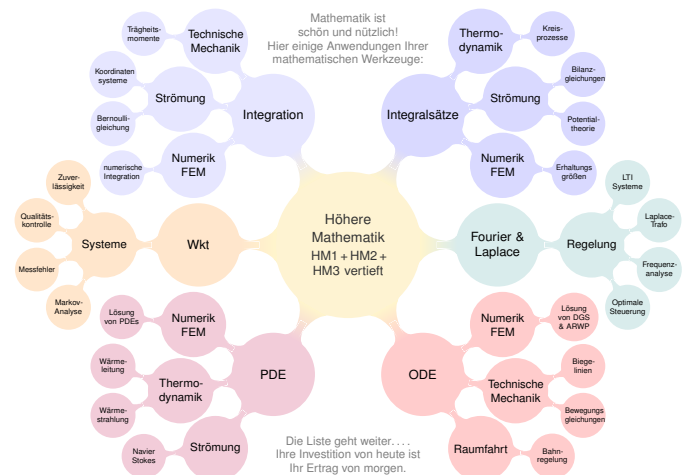 Mathematik ist
schön und nützlich!
Hier einige Anwendungen Ihrer
mathematischen Werkzeuge:
Höhere
Mathematik
HM1 + HM2 +
HM3 vertieft
Integration
Technische
Mechanik
Trägheits-
momente
Strömung
Koordinaten
systeme
Bernoulli-
gleichung
Numerik
FEM
numerische
Integration
Integralsätze
Thermo-
dynamik
Kreis-
prozesse
Strömung
Bilanz-
gleichungen
Potential-
theorie
Numerik
FEM
Erhaltungs
größen
Wkt
Systeme
Zuver-
lässigkeit
Qualitäts-
kontrolle
Messfehler
Markov-
Analyse
Fourier &
Laplace
Regelung
LTI
Systeme
Laplace-
Trafo
Frequenz-
analyse
Optimale
Steuerung
PDE
Numerik
FEM
Lösung
von PDEs
Thermo-
dynamik
Wärme-
leitung
Wärme-
strahlung
Strömung
Navier
Stokes
ODE
Numerik
FEM
Lösung
von DGS
& ARWP
Technische
Mechanik
Biege-
linien
Bewegungs
gleichungen
Raumfahrt
Bahn-
regelung
Die Liste geht weiter. . . .
Ihre Investition von heute ist
Ihr Ertrag von morgen.